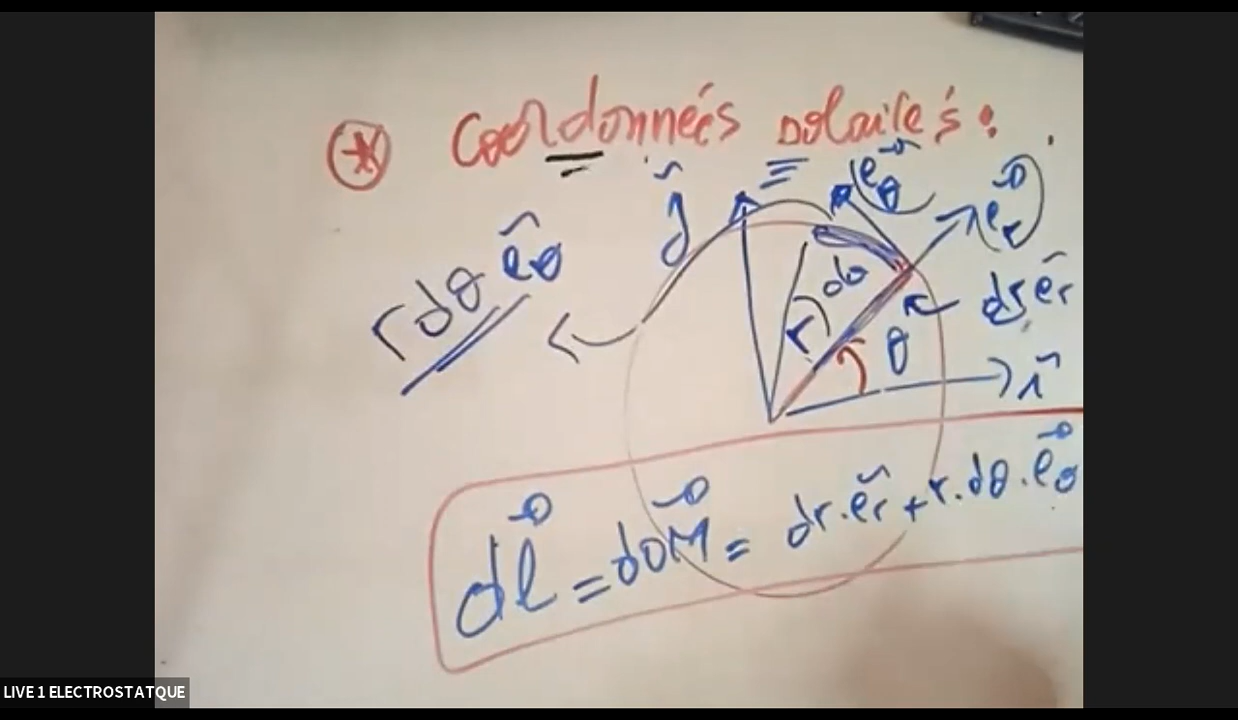 * Coordonnées polaires :
j⃗
e⃗θ
e⃗r
r dθ e⃗θ
dθ
r
θ
dr e⃗r
i⃗
dl⃗ = dOM⃗ = dr.e⃗r + r.dθ.e⃗θ
LIVE 1 ELECTROSTATQUE